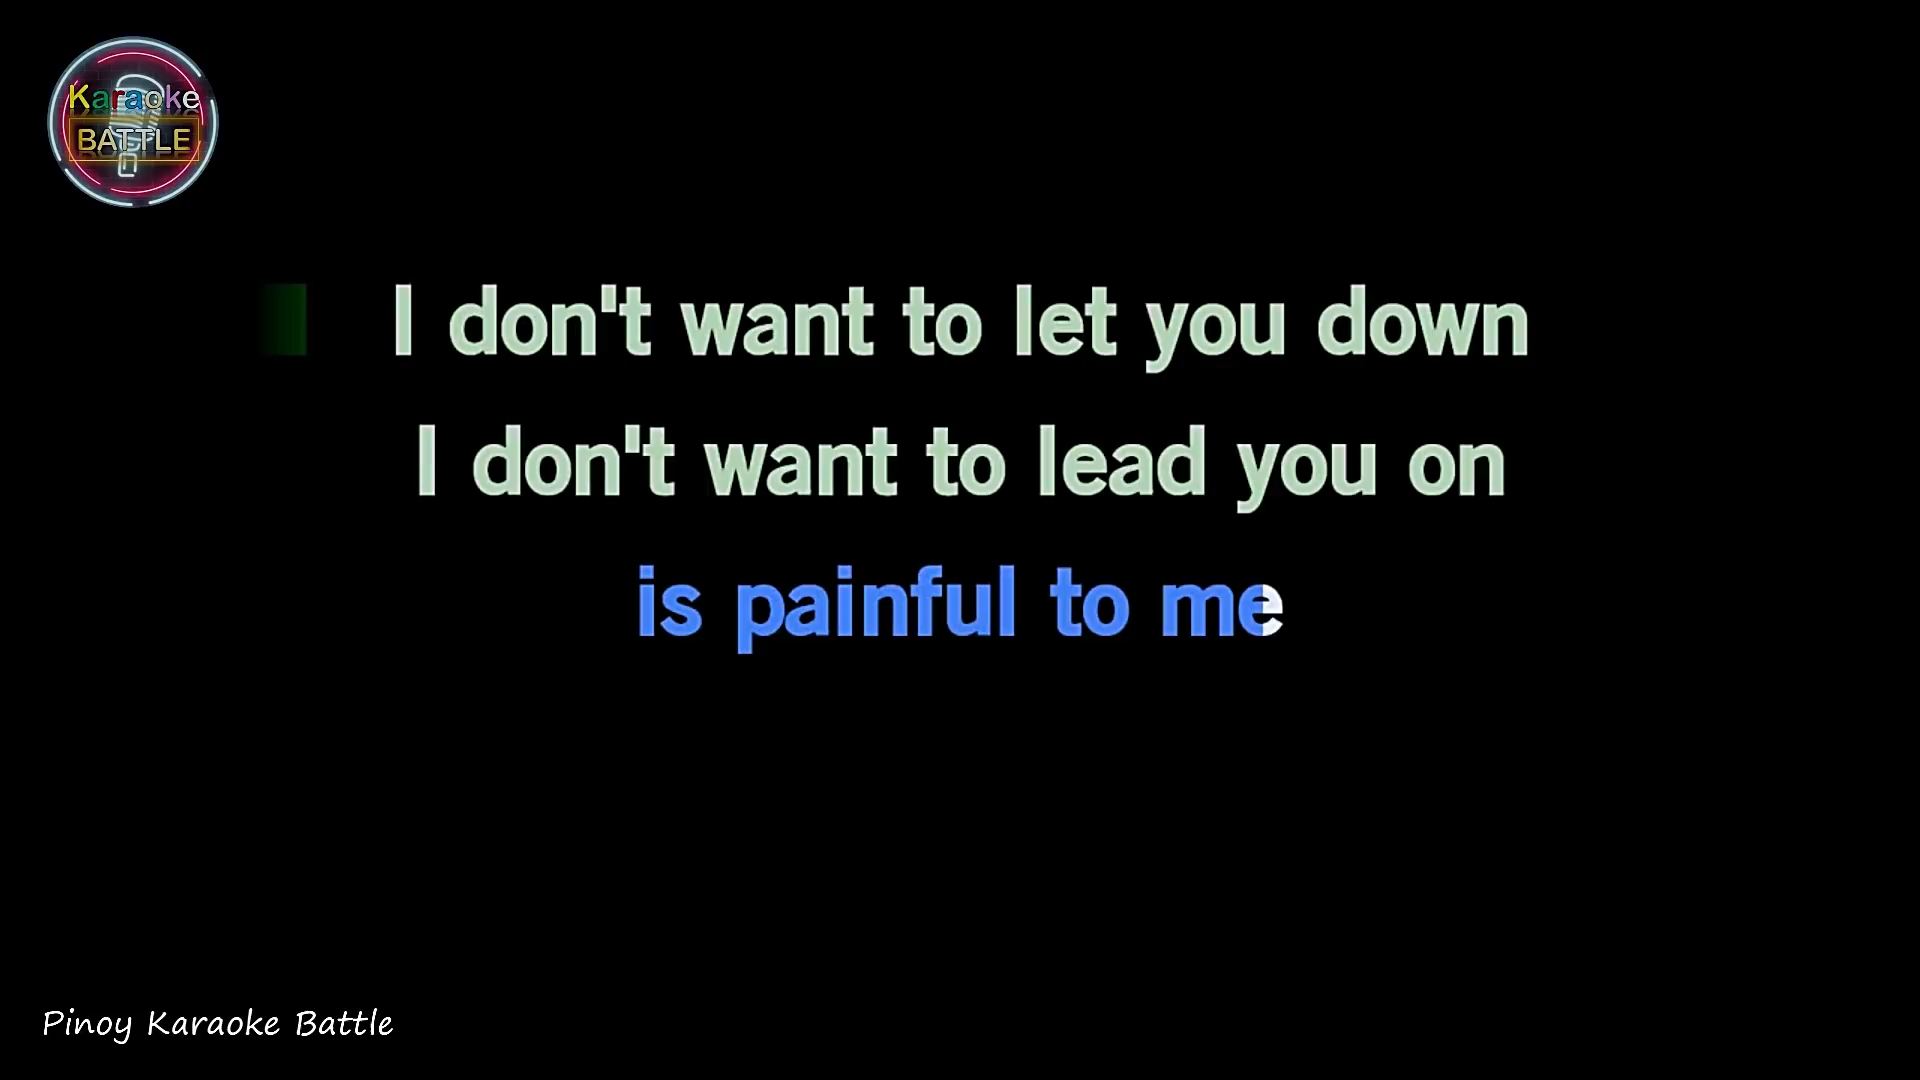 Karaoke
BATTLE
I don't want to let you down
I don't want to lead you on
is painful to me
Pinoy Karaoke Battle